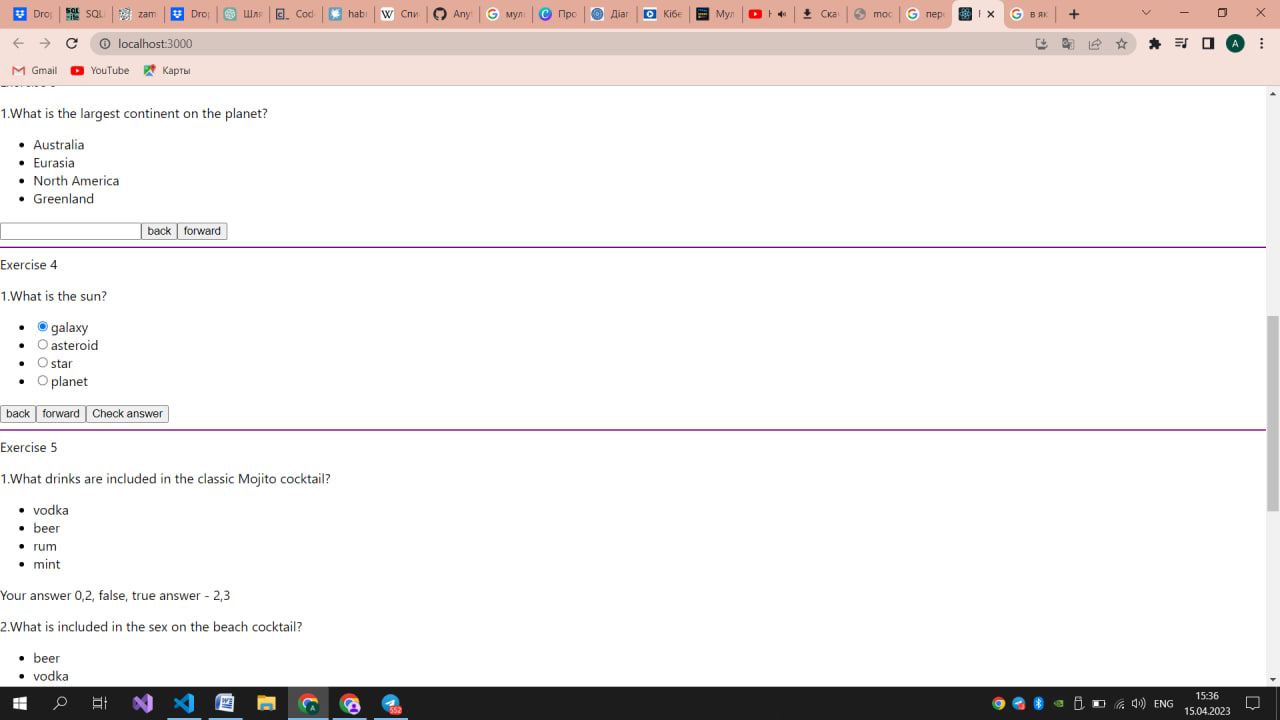 Drop
SQL
zam
Drop
Шля
Cod
habr
Спи
Any
мул
Про
Діаг
Кібе
Мул
Ска
moc
пер
в як
localhost:3000
Gmail
YouTube
Карты
1.What is the largest continent on the planet?
Australia
Eurasia
North America
Greenland
back forward
Exercise 4
1.What is the sun?
galaxy
asteroid
star
planet
back forward Check answer
Exercise 5
1.What drinks are included in the classic Mojito cocktail?
vodka
beer
rum
mint
Your answer 0,2, false, true answer - 2,3
2.What is included in the sex on the beach cocktail?
beer
vodka
552
ENG
15:36
15.04.2023